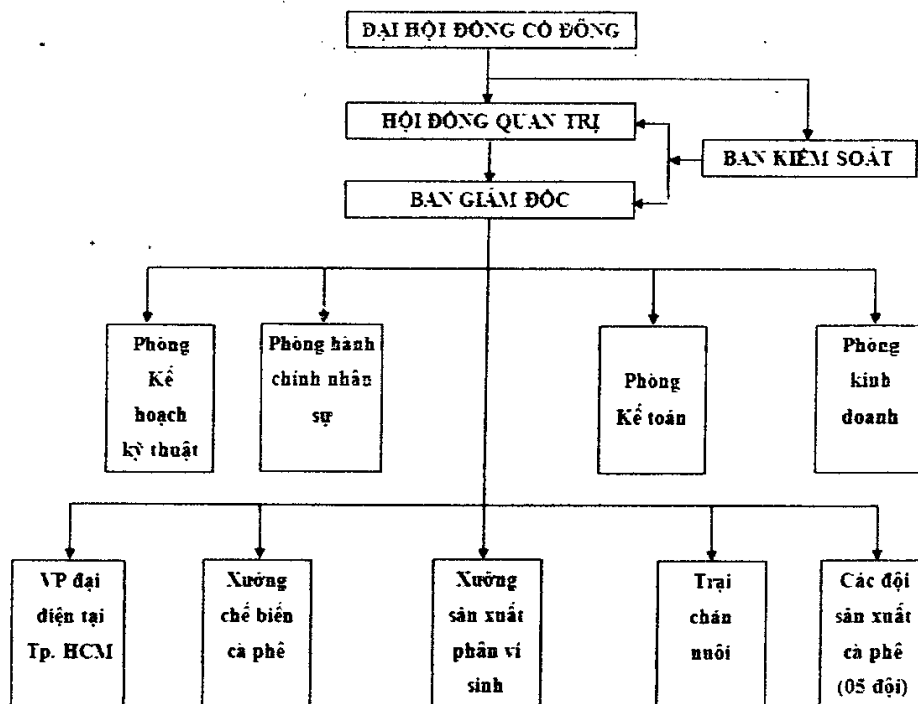 ĐẠI HỘI ĐỒNG CỔ ĐÔNG
HỘI ĐỒNG QUẢN TRỊ
BAN KIỂM SOÁT
BAN GIÁM ĐỐC
Phòng
Kế
hoạch
kỹ thuật
Phòng hành
chính nhân
sự
Phòng
Kế toán
Phòng
kinh
doanh
VP đại
điện tại
Tp. HCM
Xưởng
chế biến
cà phê
Xưởng
sản xuất
phân vi
sinh
Trại
chăn
nuôi
Các đội
sản xuất
cà phê
(05 đội)